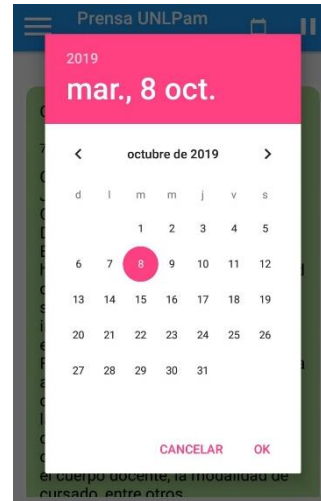 Prensa UNLPam
2019
mar., 8 oct.
octubre de 2019
d l m m j v s
1 2 3 4 5
6 7 8 9 10 11 12
13 14 15 16 17 18 19
20 21 22 23 24 25 26
27 28 29 30 31
CANCELAR OK
el cuerpo docente, la modalidad de
cursado, entre otros.